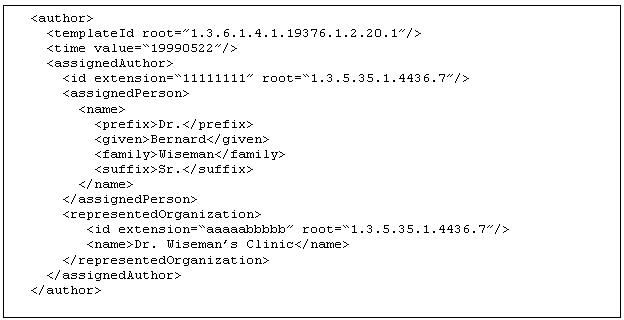 <author>
<templateId root="1.3.6.1.4.1.19376.1.2.20.1"/>
<time value="19990522"/>
<assignedAuthor>
<id extension="11111111" root="1.3.5.35.1.4436.7"/>
<assignedPerson>
<name>
<prefix>Dr.</prefix>
<given>Bernard</given>
<family>Wiseman</family>
<suffix>Sr.</suffix>
</name>
</assignedPerson>
<representedOrganization>
<id extension="aaaaabbbbb" root="1.3.5.35.1.4436.7"/>
<name>Dr. Wiseman's Clinic</name>
</representedOrganization>
</assignedAuthor>
</author>